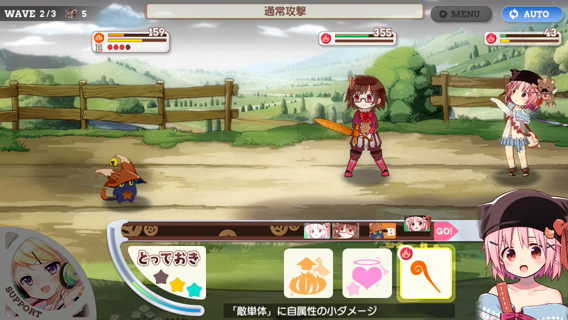 WAVE 2/3 5
通常攻撃
MENU
AUTO
159
B
355
43
B
GO!
とっておき
SUPPORT
「敵単体」に自属性の小ダメージ